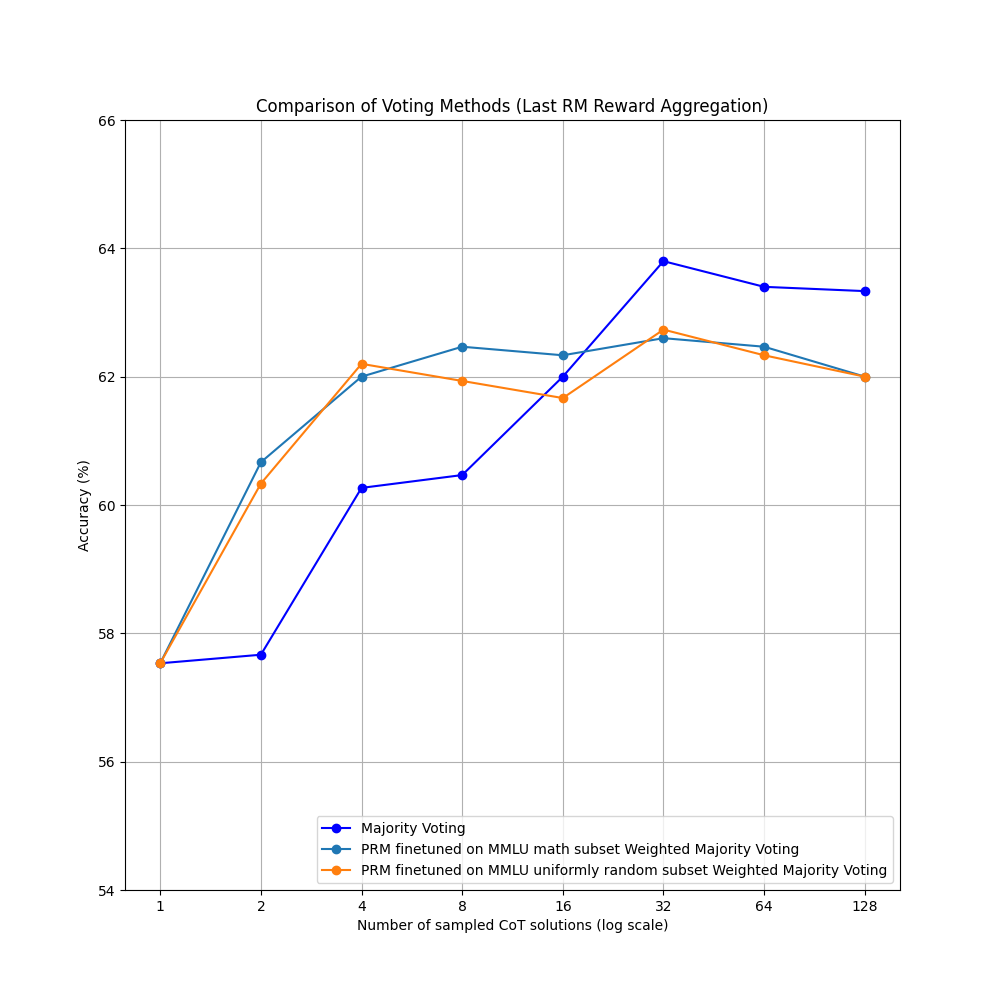 Comparison of Voting Methods (Last RM Reward Aggregation)
66
64
62
60
58
56
54
Accuracy (%)
Majority Voting
PRM finetuned on MMLU math subset Weighted Majority Voting
PRM finetuned on MMLU uniformly random subset Weighted Majority Voting
1 2 4 8 16 32 64 128
Number of sampled CoT solutions (log scale)